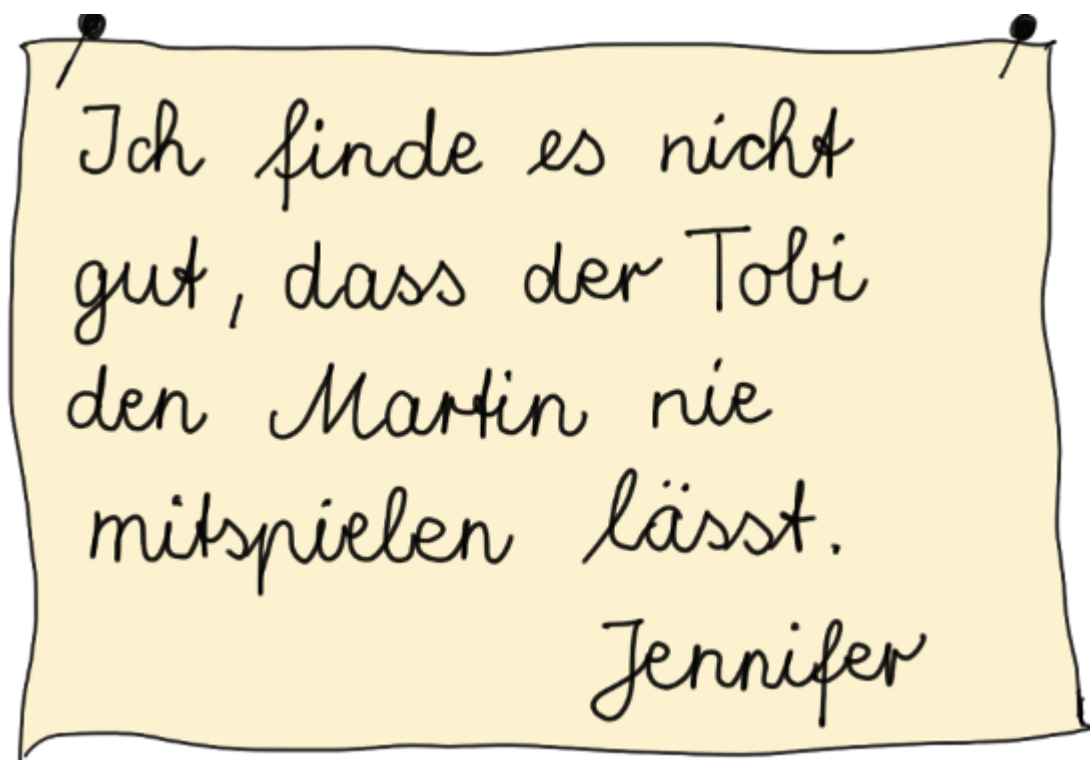 Ich finde es nicht
gut, dass der Tobi
den Martin nie
mitspielen lässt.
Jennifer